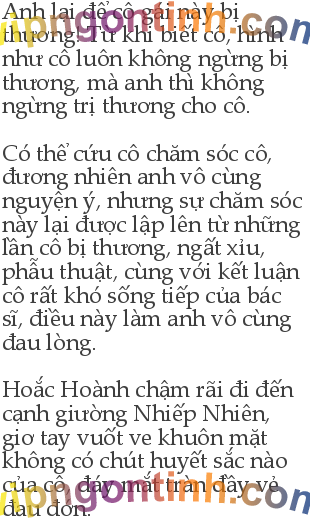 Anh lại để cô gái này bị
thương. Từ khi biết cô, hình
như cô luôn không ngừng bị
thương, mà anh thì không
ngừng trị thương cho cô.
Có thể cứu cô chăm sóc cô,
đương nhiên anh vô cùng
nguyện ý, nhưng sự chăm sóc
này lại được lập lên từ những
lần cô bị thương, ngất xỉu,
phẫu thuật, cùng với kết luận
cô rất khó sống tiếp của bác
sĩ, điều này làm anh vô cùng
đau lòng.
Hoắc Hoành chậm rãi đi đến
cạnh giường Nhiếp Nhiên,
giơ tay vuốt ve khuôn mặt
không có chút huyết sắc nào
của cô, đáy mắt tràn đầy vẻ
đau đớn.